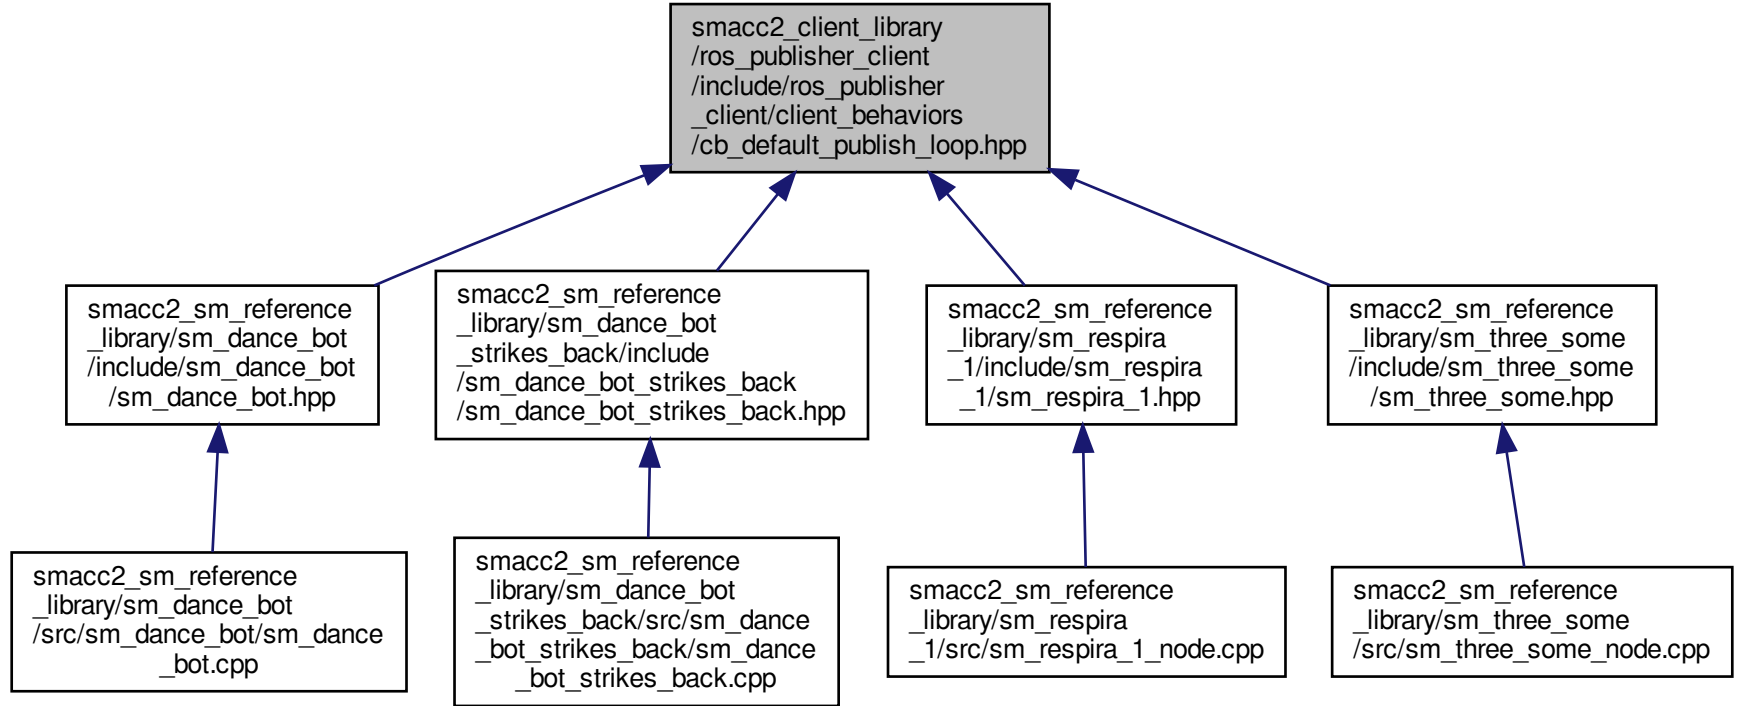 smacc2_client_library
/ros_publisher_client
/include/ros_publisher
_client/client_behaviors
/cb_default_publish_loop.hpp
smacc2_sm_reference
_library/sm_dance_bot
/include/sm_dance_bot
/sm_dance_bot.hpp
smacc2_sm_reference
_library/sm_dance_bot
_strikes_back/include
/sm_dance_bot_strikes_back
/sm_dance_bot_strikes_back.hpp
smacc2_sm_reference
_library/sm_respira
_1/include/sm_respira
_1/sm_respira_1.hpp
smacc2_sm_reference
_library/sm_three_some
/include/sm_three_some
/sm_three_some.hpp
smacc2_sm_reference
_library/sm_dance_bot
/src/sm_dance_bot/sm_dance
_bot.cpp
smacc2_sm_reference
_library/sm_dance_bot
_strikes_back/src/sm_dance
_bot_strikes_back/sm_dance
_bot_strikes_back.cpp
smacc2_sm_reference
_library/sm_respira
_1/src/sm_respira_1_node.cpp
smacc2_sm_reference
_library/sm_three_some
/src/sm_three_some_node.cpp